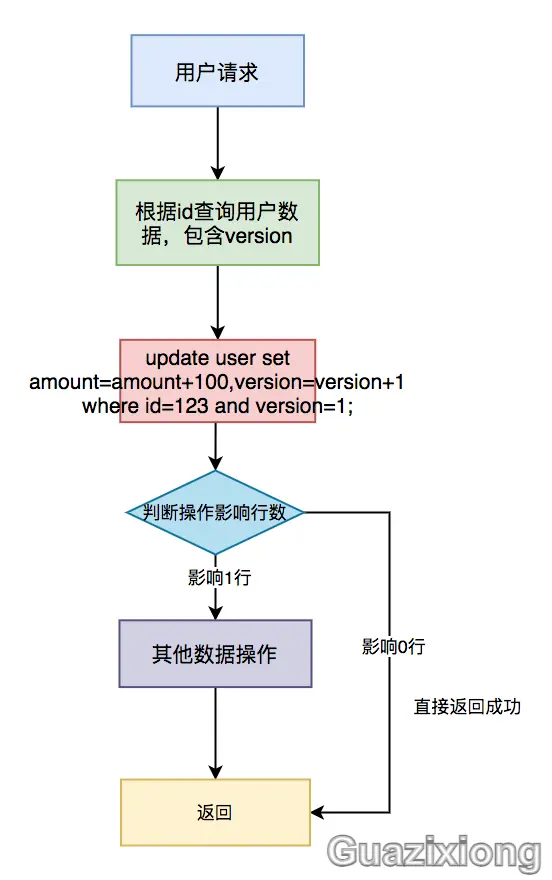 用户请求
根据id查询用户数
据，包含version
update user set
amount=amount+100,version=version+1
where id=123 and version=1;
判断操作影响行数
影响1行
其他数据操作
影响0行
直接返回成功
返回
Guazixiong